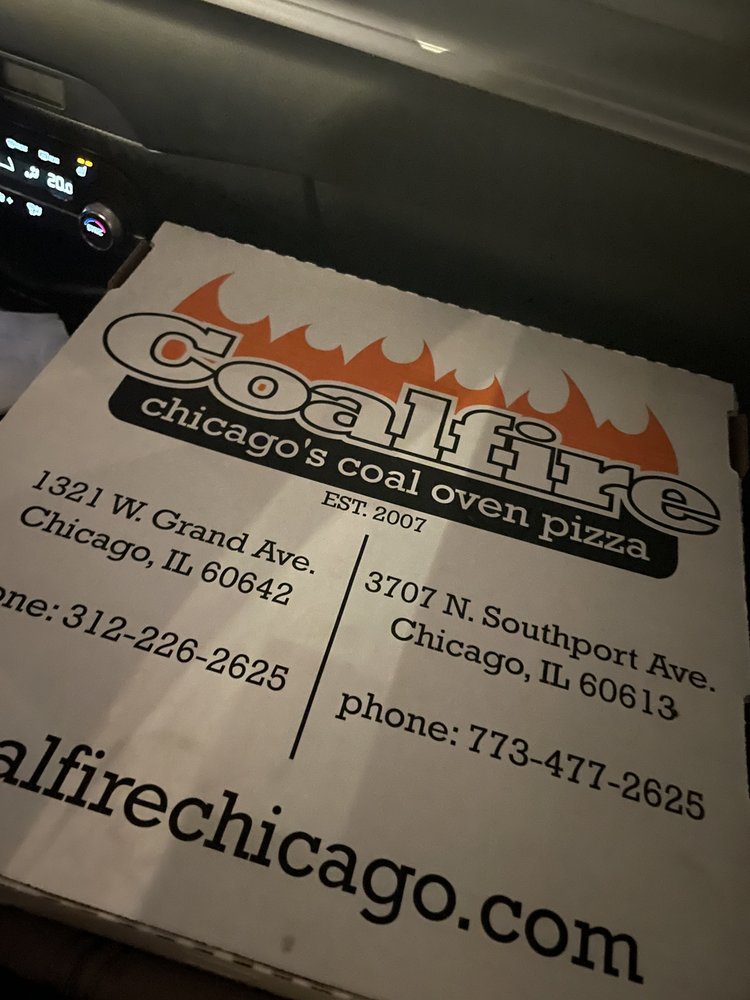 Coalfire
chicago's coal oven pizza
EST. 2007
1321 W. Grand Ave.
Chicago, IL 60642
one: 312-226-2625
3707 N. Southport Ave.
Chicago, IL 60613
phone: 773-477-2625
alfirechicago.com